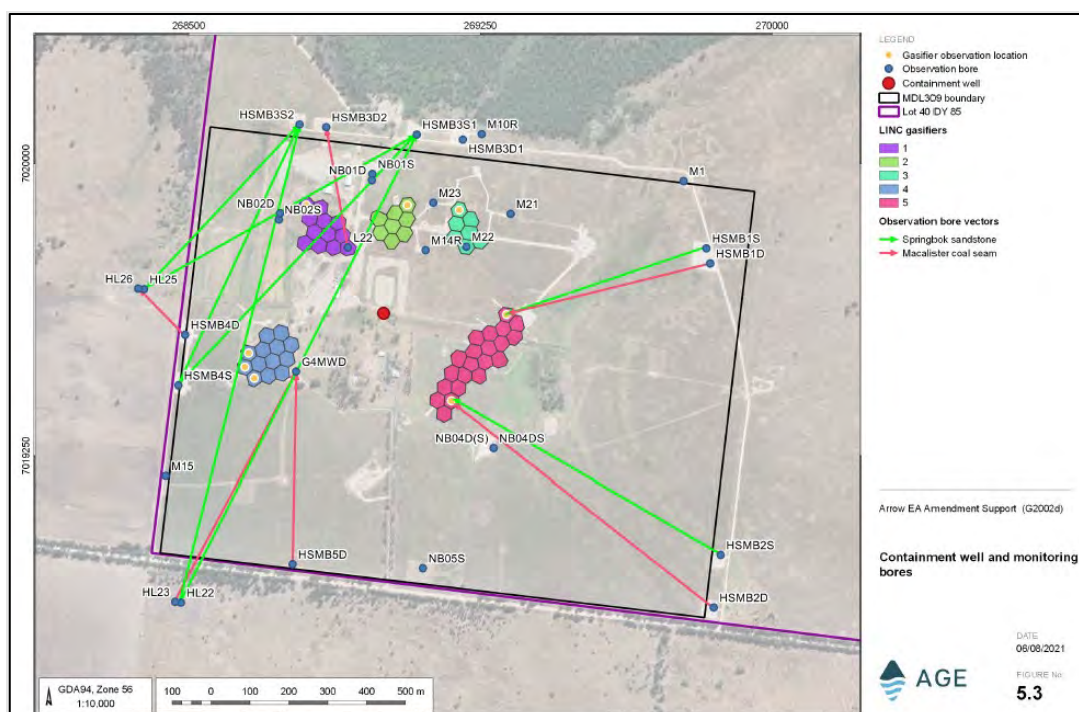 268500
269250
270000
7020000
7019250
HSMB3S2
HSMB3D2
HSMB3S1
M10R
HSMB3D1
NB01S
NB01D
M1
M23
M21
NB02D
NB02S
L22
M14R
M22
HSMB1S
HSMB1D
HL26
HL25
HSMB4D
HSMB4S
G4MWD
NB04D(S)
NB04DS
M15
HSMB5D
NB05S
HSMB2S
HSMB2D
HL23
HL22
GDA94, Zone 56
1:10,000
100 0 100 200 300 400 500 m
LEGEND
Gasifier observation location
Observation bore
Containment well
MDL309 boundary
Lot 40 IDY 85
LINC gasifiers
1
2
3
4
5
Observation bore vectors
Springbok sandstone
Macalister coal seam
Arrow EA Amendment Support (G2002d)
Containment well and monitoring
bores
DATE
06/08/2021
AGE
FIGURE No
5.3